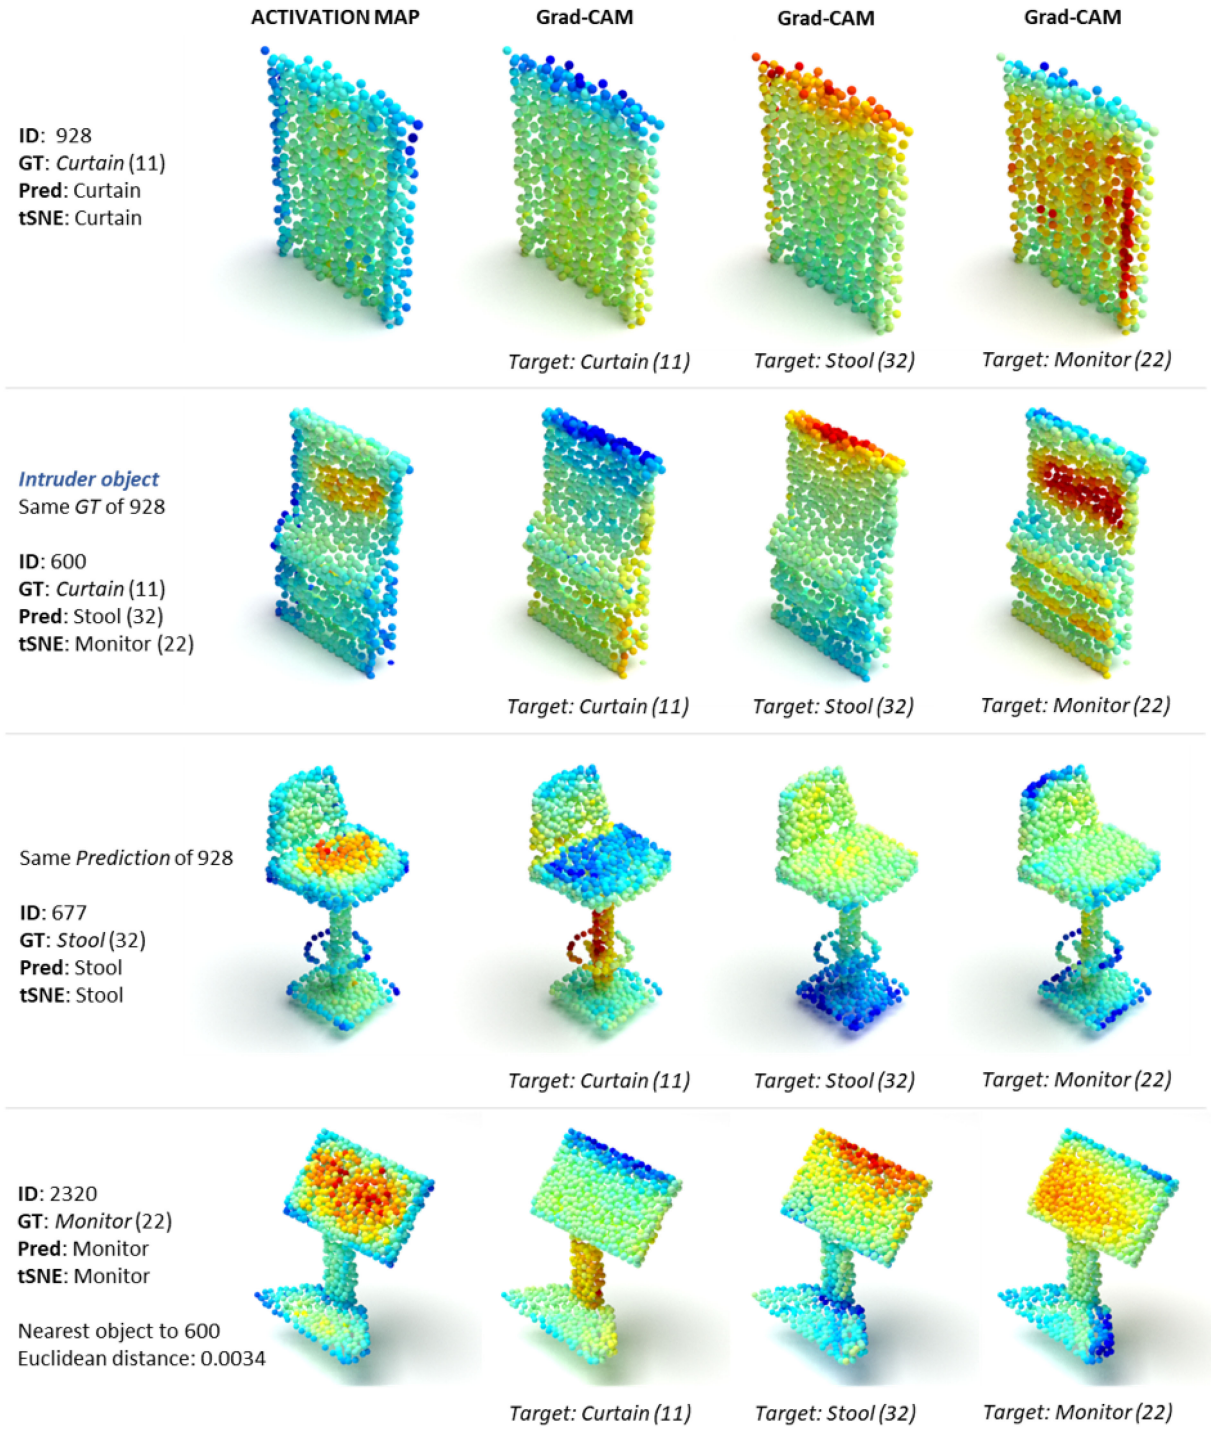 ACTIVATION MAP Grad-CAM Grad-CAM Grad-CAM
ID: 928
GT: Curtain (11)
Pred: Curtain
tSNE: Curtain
Target: Curtain (11) Target: Stool (32) Target: Monitor (22)
Intruder object
Same GT of 928
ID: 600
GT: Curtain (11)
Pred: Stool (32)
tSNE: Monitor (22)
Target: Curtain (11) Target: Stool (32) Target: Monitor (22)
Same Prediction of 928
ID: 677
GT: Stool (32)
Pred: Stool
tSNE: Stool
Target: Curtain (11) Target: Stool (32) Target: Monitor (22)
ID: 2320
GT: Monitor (22)
Pred: Monitor
tSNE: Monitor
Nearest object to 600
Euclidean distance: 0.0034
Target: Curtain (11) Target: Stool (32) Target: Monitor (22)